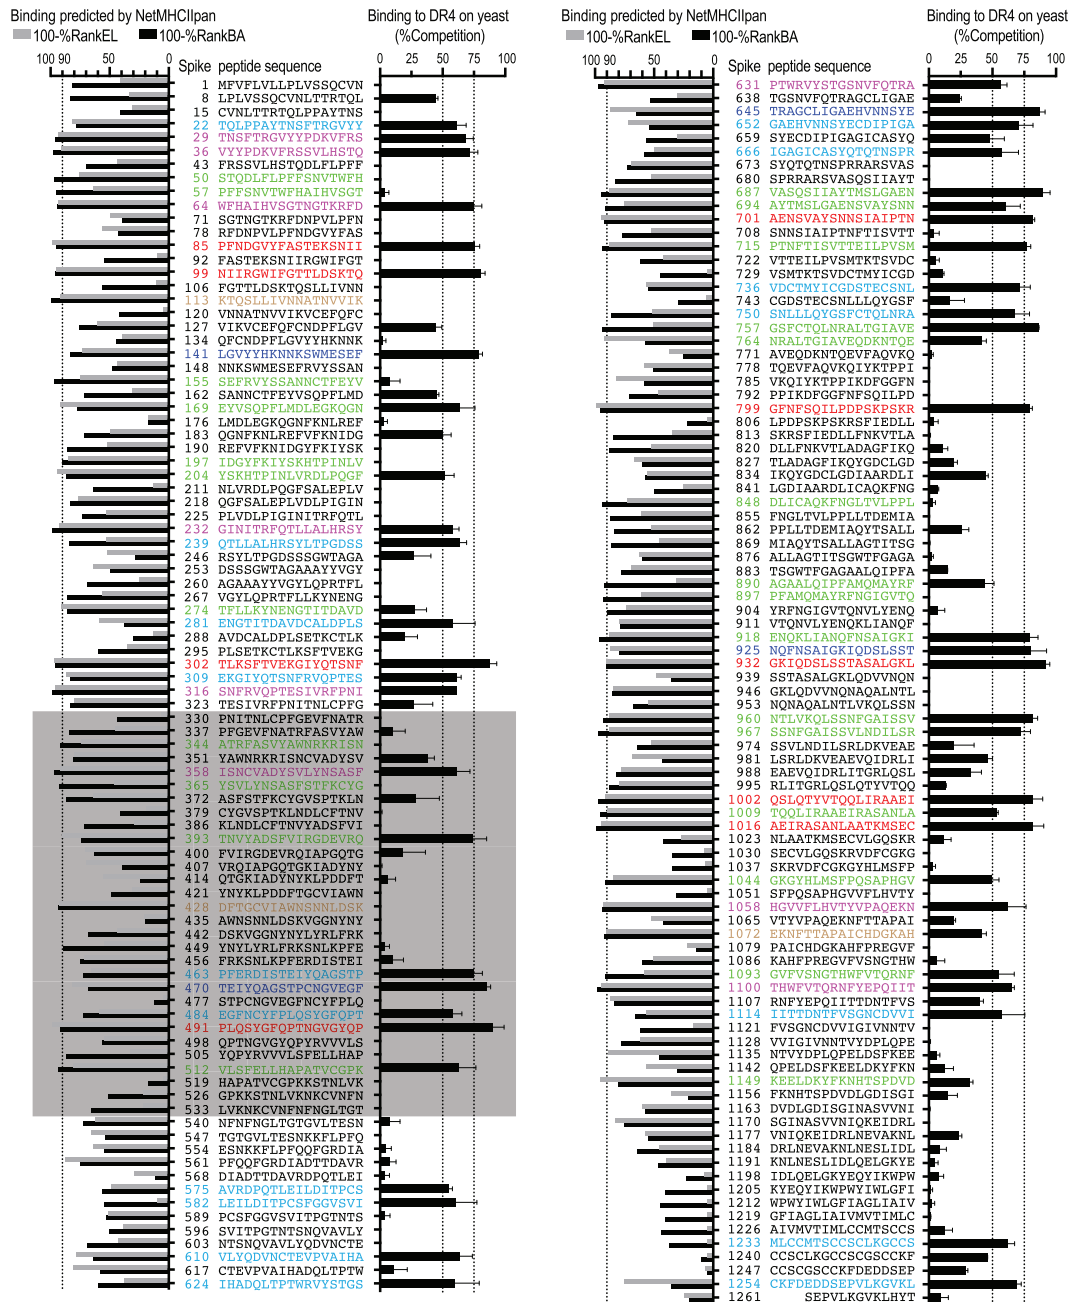 Binding predicted by NetMHCIIpan
100-%RankEL 100-%RankBA
Binding to DR4 on yeast
(%Competition)
100 90 50 0
Spike peptide sequence
0 25 50 75 100
1 MFVFLVLLPLVSSQCVN
8 LPLVSSQCVNLTTRTQL
15 CVNLTTRTQLPPAYTNS
22 TQLPPAYTNSFTRGVYY
29 TNSFTRGVYYPDKVFRS
36 VYYPDKVFRSSVLHSTQ
43 FRSSVLHSTQDLFLPFF
50 STQDLFLPFFSNVTWFH
57 PFFSNVTWFHAIHVSGT
64 WFHAIHVSGTNGTKRFD
71 SGTNGTKRFDNPVLPFN
78 RFDNPVLPFNDGVYFAS
85 PFNDGVYFASTEKSNII
92 FASTEKSNIIRGWIFGT
99 NIIRGWIFGTTLDSKTQ
106 FGTTLDSKTQSLLIVNN
113 KTQSLLIVNNATNVVIK
120 VNNATNVVIKVCEFQFC
127 VIKVCEFQFCNDPFLGV
134 QFCNDPFLGVYYHKNNK
141 LGVYYHKNNKSWMESEF
148 NNKSWMESEFRVYSSAN
155 SEFRVYSSANNCTFEYV
162 SANNCTFEYVSQPFLMD
169 EYVSQPFLMDLEGKQGN
176 MDLEGKQGNFKNLREF
183 QGNFKNLREFVFKNIDG
190 REFVFKNIDGYFKIYSK
197 IDGYFKIYSKHTPINLV
204 YSKHTPINLVRDLPQGF
211 NLVRDLPQGFSALEPLV
218 QGFSALEPLVDLPIGIN
225 PLVDLPIGINITRFQTL
232 GINITRFQTLLALHRSY
239 QTLLALHRSYLTPGDSS
246 RSYLTPGDSSSGWTAGA
253 DSSSGWTAGAAAYYVGY
260 AGAAAYYVGYLQPRTFL
267 VGYLQPRTFLLKYNENG
274 TFLLKYNENGTITDAVD
281 ENGTITDAVDCALDPLS
288 AVDCALDPLSETKCTLK
295 PLSETKCTLKSFTVEKG
302 TLKSFTVEKGIYQTSNF
309 EKGIYQTSNFRVQPTES
316 SNFRVQPTESIVRFPNI
323 TESIVRFPNITNLCPFG
330 PNITNLCPFGEVFNATR
337 PFGEVFNATRFASVYAW
344 ATRFASVYAWNRKRISN
351 YAWNRKRISNCVADYSV
358 ISNCVADYSVLYNSASF
365 YSVLYNSASFSTFKCYG
372 ASFSTFKCYGVSPTKLN
379 CYGVSPTKLNDLCFTNV
386 KLNDLCFTNVYADSFVI
393 TNVYADSFVIRGDEVRQ
400 FVIRGDEVRQIAPGQTG
407 VRQIAPGQTGKIADYNY
414 QTGKIADYNYKLPDDFT
421 YNYKLPDDFTGCVIAWN
428 DFTGCVIAWNSNNLDSK
435 AWNSNNLDSKVGGNYNY
442 DSKVGGNYNYLYRLFRK
449 YNYLYRLFRKSNLKPFE
456 FRKSNLKPFERDISTEI
463 PFERDISTEIYQAGSTP
470 TEIYQAGSTPCNGVEGF
477 STPCNGVEGFNCYFPLQ
484 EGFNCYFPLQSYGFQPT
491 PLQSYGFQPTNGVGYQP
498 QPTNGVGYQPYRVVVLS
505 YQPYRVVVLSFELLHAP
512 VLSFELLHAPATVCGPK
519 HAPATVCGPKKSTNLVK
526 GPKKSTNLVKNKCVNFN
533 LVKNKCVNFNFNGLTGT
540 NFNFNGLTGTGVLTESN
547 TGTGVLTESNKKFLPFQ
554 ESNKKFLPFQQFGRDIA
561 PFQQFGRDIADTTDAVR
568 DIADTTDAVRDPQTLEI
575 AVRDPQTLEILDITPCS
582 LEILDITPCSFGGVSVI
589 PCSFGGVSVITPGTNTS
596 SVITPGTNTSNQVAVLY
603 NTSNQVAVLYQDVNCTE
610 VLYQDVNCTEVPVAIHA
617 CTEVPVAIHADQLTPTW
624 IHADQLTPTWRVYSTGS
Binding predicted by NetMHCIIpan
100-%RankEL 100-%RankBA
Binding to DR4 on yeast
(%Competition)
100 90 50 0
Spike peptide sequence
0 25 50 75 100
631 PTWRVYSTGSNVFQTRA
638 TGSNVFQTRAGCLIGAE
645 TRAGCLIGAEHVNNSYE
652 GAEHVNNSYECDIPIGA
659 SYECDIPIGAGICASYQ
666 IGAGICASYQTQTNSPR
673 SYQTQTNSPRRARSVAS
680 SPRRARSVASQSIIAYT
687 VASQSIIAYTMSLGAEN
694 AYTMSLGAENSVAYSNN
701 AENSVAYSNNSIAIPTN
708 SNNSIAIPTNFTISVTT
715 PTNFTISVTTEILPVSM
722 VTTEILPVSMTKTSVDC
729 VSMTKTSVDCTMYICGD
736 VDCTMYICGDSTECSNL
743 CGDSTECSNLLLQYGSF
750 SNLLLQYGSFCTQLNRA
757 GSFCTQLNRALTGIAVE
764 NRALTGIAVEQDKNTQE
771 AVEQDKNTQEVFAQVKQ
778 TQEVFAQVKQIYKTPPI
785 VKQIYKTPPIKDFGGFN
792 PPIKDFGGFNFSQILPD
799 GFNFSQILPDPSKPSKR
806 LPDPSKPSKRSFIEDLL
813 SKRSFIEDLLFNKVTLA
820 DLLFNKVTLADAGFIKQ
827 TLADAGFIKQYGDCLGD
834 IKQYGDCLGDIAARDLI
841 LGDIAARDLICAQKFNG
848 DLICAQKFNGLTVLPPL
855 FNGLTVLPPLLTDEMIA
862 PPLLTDEMIAQYTSALL
869 MIAQYTSALLAGTITSG
876 ALLAGTITSGWTFGAGA
883 TSGWTFGAGAALQIPFA
890 AGAALQIPFAMQMAYRF
897 PFAMQMAYRFNGIGVTQ
904 YRFNGIGVTQNVLYENQ
911 VTQNVLYENQKLIANQF
918 ENQKLIANQFNSAIGKI
925 NQFNSAIGKIQDSLSST
932 GKIQDSLSSTASALGKL
939 SSTASALGKLQDVVNQN
946 GKLQDVVNQNAQALNTL
953 NQNAQALNTLVKQLSSN
960 NTLVKQLSSNFGAISSV
967 SSNFGAISSVLNDILSR
974 SSVLNDILSRLDKVEAE
981 LSRLDKVEAEVQIDRLI
988 EAEVQIDRLITGRLQSL
995 RLITGRLQSLQTYVTQQ
1002 QSLQTYVTQQLIRAAEI
1009 TQQLIRAAEIRASANLA
1016 AEIRASANLAATKMSEC
1023 NLAATKMSECVLGQSKR
1030 SECVLGQSKRVDFCGKG
1037 SKRVDFCGKGYHLMSFP
1044 GKGYHLMSFPQSAPHGV
1051 SFPQSAPHGVVFLHVTY
1058 HGVVFLHVTYVPAQEKN
1065 VTYVPAQEKNFTTAPAI
1072 EKNFTTAPAICHDGKAH
1079 PAICHDGKAHFPREGVF
1086 KAHFPREGVFVSNGTHW
1093 GVFVSNGTHWFVTQRNF
1100 THWFVTQRNFYEPQIIT
1107 RNFYEPQIITTDNTFVS
1114 IITTDNTFVSGNCDVVI
1121 FVSGNCDVVIGIVNNTV
1128 VVIGIVNNTVYDPLQPE
1135 NTVYDPLQPELDSFKEE
1142 QPELDSFKEELDKYFKN
1149 KEELDKYFKNHTSPDVD
1156 FKNHTSPDVDLGDISGI
1163 DVDLGDISGINASVVNI
1170 SGINASVVNIQKEIDRL
1177 VNIQKEIDRLNEVAKNL
1184 DRLNEVAKNLNESLIDL
1191 KNLNESLIDLQELGKYE
1198 IDLQELGKYEQYIKWPW
1205 KYEQYIKWPWYIWLGFI
1212 WPWYIWLGFIAGLIAIV
1219 GFIAGLIAIVMVTIMLC
1226 AIVMVTIMLCCMTSCCS
1233 MLCCMTSCCSCLKGCCS
1240 CCSCLKGCCSCGSCCKF
1247 CCSCGSCCKFDEDDSEP
1254 CKFDEDDSEPVLKGVKL
1261 SEPVLKGVKLHYT